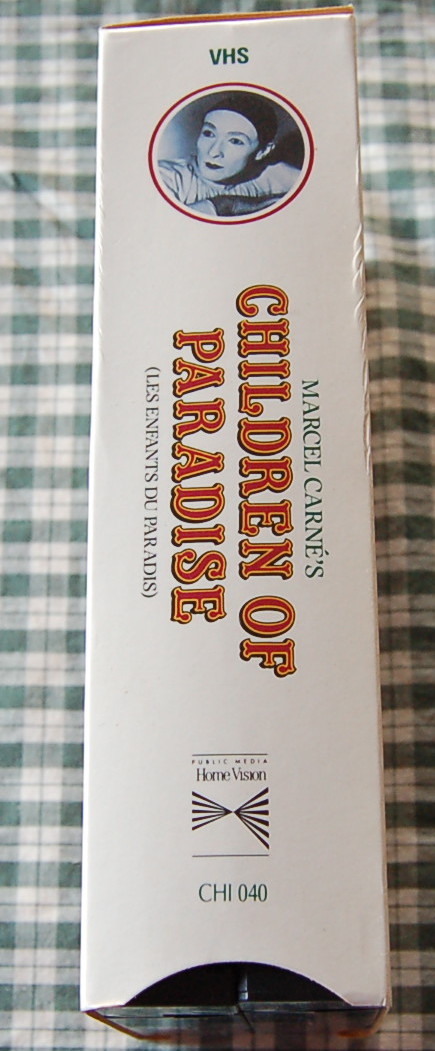 VHS
MARCEL CARNÉ'S
CHILDREN OF
PARADISE
(LES ENFANTS DU PARADIS)
PUBLIC MEDIA
Home Vision
CHI 040